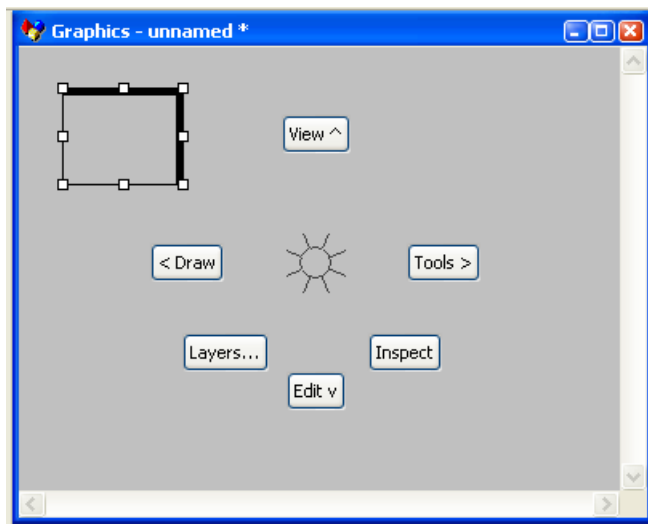 Graphics - unnamed *
View ^
< Draw
Tools >
Layers...
Inspect
Edit v